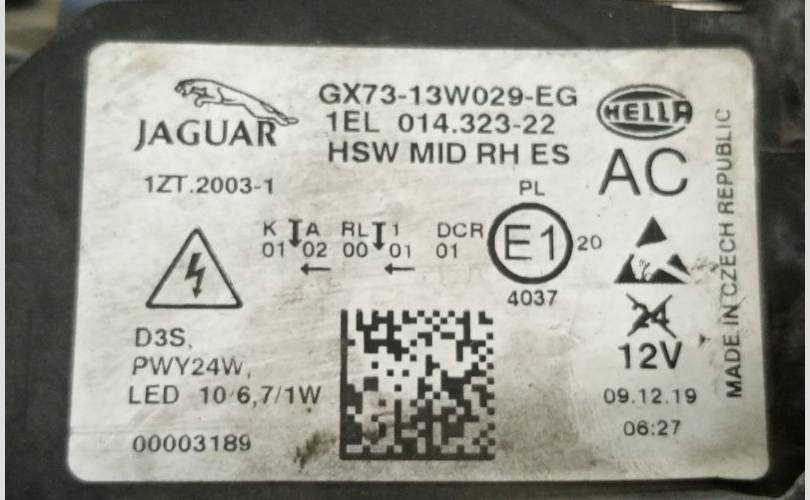 JAGUAR
GX73-13W029-EG
1EL 014.323-22
HSW MID RH ES
HELLA
AC
1ZT.2003-1
PL
K A RL 1 DCR
01 02 00 01 01
E1 20
4037
D3S,
PWY24W,
LED 10 6,7/1W
00003189
24
12V
09.12.19
06:27
MADE IN CZECH REPUBLIC